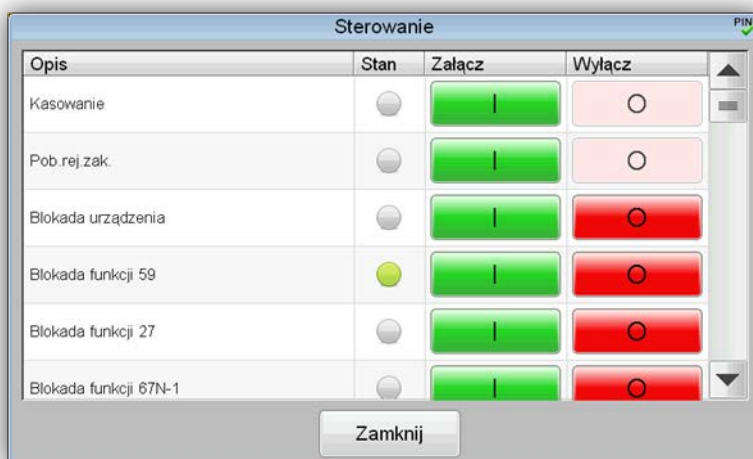 Sterowanie
PIN
Opis Stan Załącz Wyłącz
Kasowanie I O
Pob.rej.zak. I O
Blokada urządzenia I O
Blokada funkcji 59 I O
Blokada funkcji 27 I O
Blokada funkcji 67N-1 I O
Zamknij